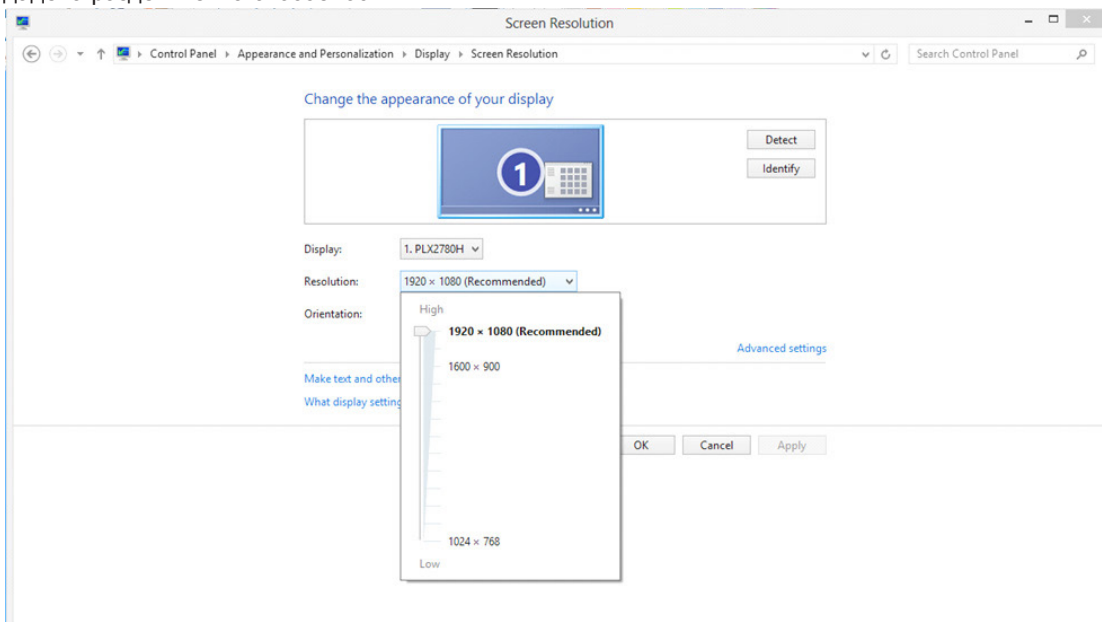 Screen Resolution
Control Panel ▸ Appearance and Personalization ▸ Display ▸ Screen Resolution
Search Control Panel
Change the appearance of your display
1
Detect
Identify
Display: 1. PLX2780H
Resolution: 1920 × 1080 (Recommended)
Orientation:
High
1920 × 1080 (Recommended)
1600 × 900
1024 × 768
Low
Advanced settings
Make text and other
What display setting
OK Cancel Apply